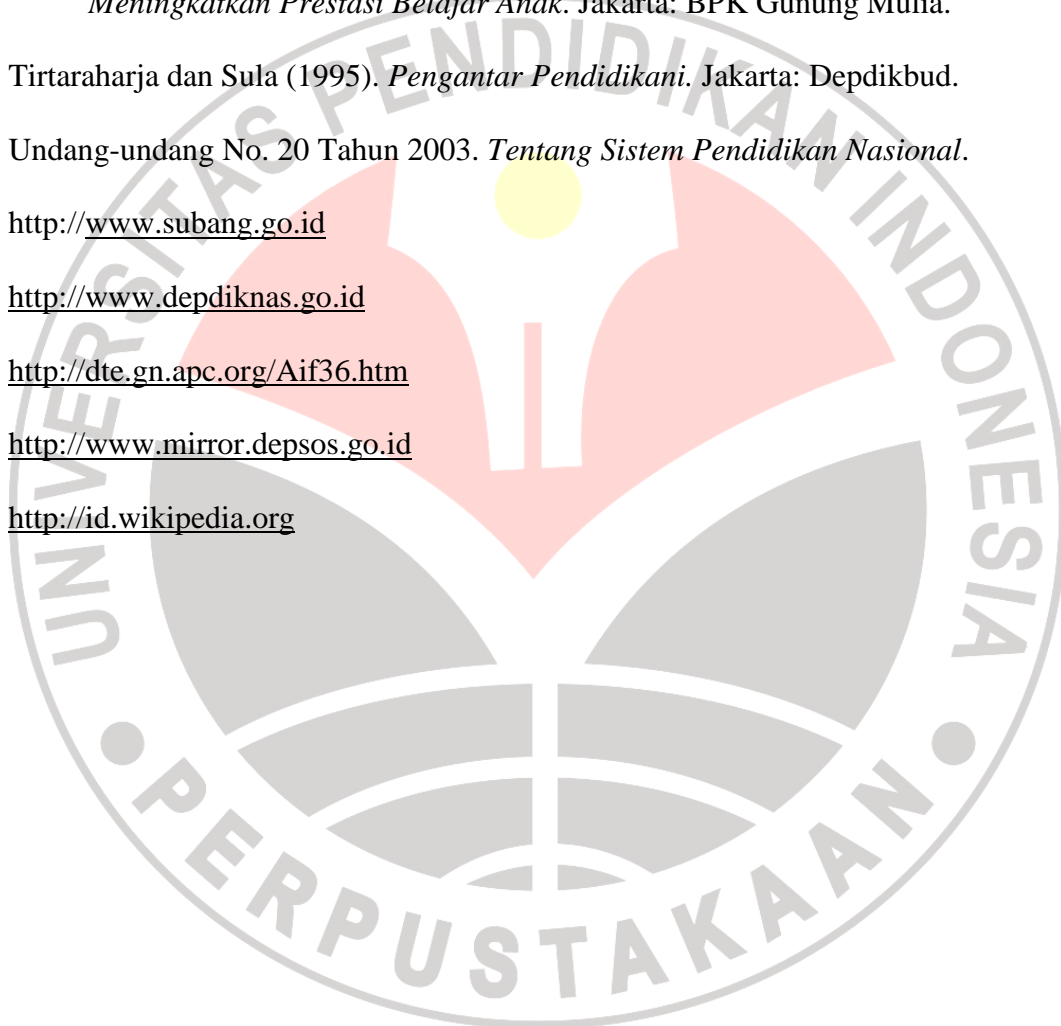 Meningkatkan Prestasi Belajar Anak. Jakarta: BPK Gunung Mulia.
Tirtaraharja dan Sula (1995). Pengantar Pendidikani. Jakarta: Depdikbud.
Undang-undang No. 20 Tahun 2003. Tentang Sistem Pendidikan Nasional.
http://www.subang.go.id
http://www.depdiknas.go.id
http://dte.gn.apc.org/Aif36.htm
http://www.mirror.depsos.go.id
http://id.wikipedia.org
UNIVERSITAS PENDIDIKAN INDONESIA
PERPUSTAKAAN